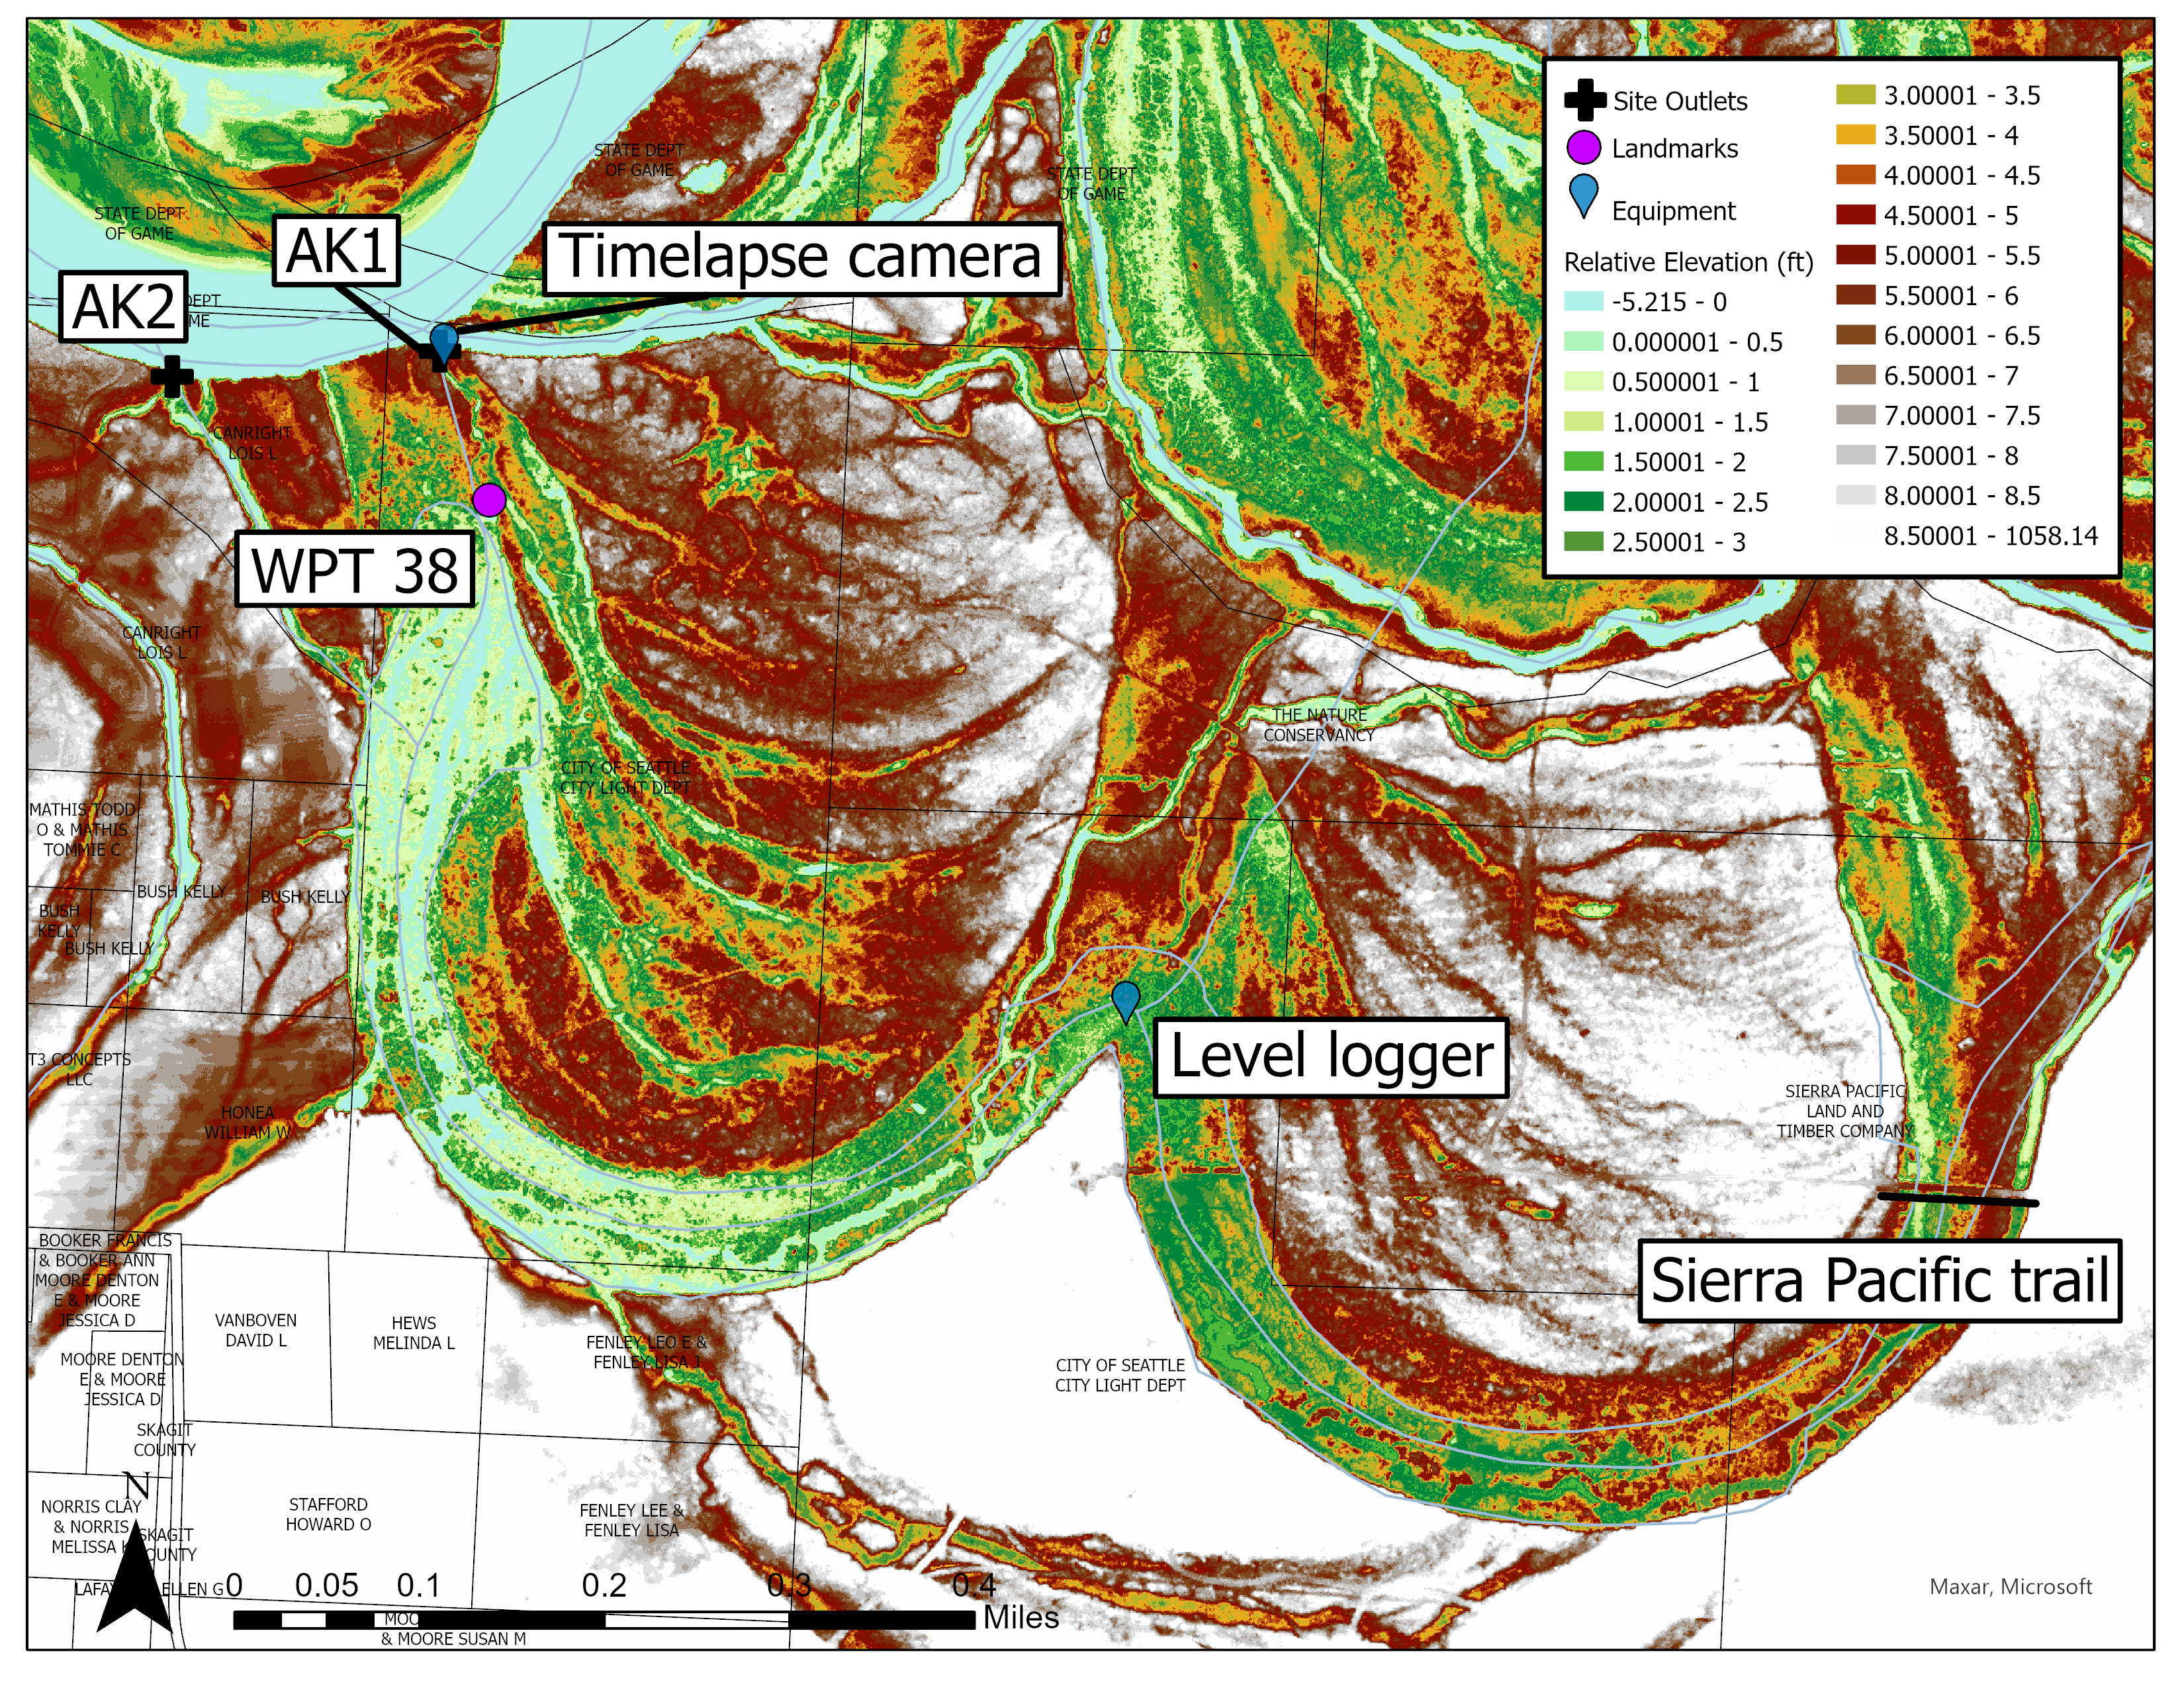 STATE DEPT
OF GAME
STATE DEPT
OF GAME
STATE DEPT
OF GAME
AK1
Timelapse camera
AK2
DEPT
ME
CANRIGHT
LOIS L
WPT 38
CANRIGHT
LOIS L
THE NATURE
CONSERVANCY
CITY OF SEATTLE
CITY LIGHT DEPT
MATHIS TODD
O & MATHIS
TOMMIE C
BUSH KELLY
BUSH KELLY
BUSH
KELLY
BUSH KELLY
Level logger
T3 CONCEPTS
LLC
HONEA
WILLIAM W
SIERRA PACIFIC
LAND AND
TIMBER COMPANY
Sierra Pacific trail
BOOKER FRANCIS
& BOOKER ANN
MOORE DENTON
E & MOORE
JESSICA D
VANBOVEN
DAVID L
HEWS
MELINDA L
FENLEY LEO E &
FENLEY LISA J
MOORE DENTON
E & MOORE
JESSICA D
CITY OF SEATTLE
CITY LIGHT DEPT
SKAGIT
COUNTY
N
NORRIS CLAY
& NORRIS
MELISSA
SKAGIT
OUNTY
STAFFORD
HOWARD O
FENLEY LEE &
FENLEY LISA
LAFAY ELLEN G
0 0.05 0.1 0.2 0.3 0.4
Miles
MOO
& MOORE SUSAN M
Maxar, Microsoft
Site Outlets
Landmarks
Equipment
Relative Elevation (ft)
-5.215 - 0
0.000001 - 0.5
0.500001 - 1
1.00001 - 1.5
1.50001 - 2
2.00001 - 2.5
2.50001 - 3
3.00001 - 3.5
3.50001 - 4
4.00001 - 4.5
4.50001 - 5
5.00001 - 5.5
5.50001 - 6
6.00001 - 6.5
6.50001 - 7
7.00001 - 7.5
7.50001 - 8
8.00001 - 8.5
8.50001 - 1058.14